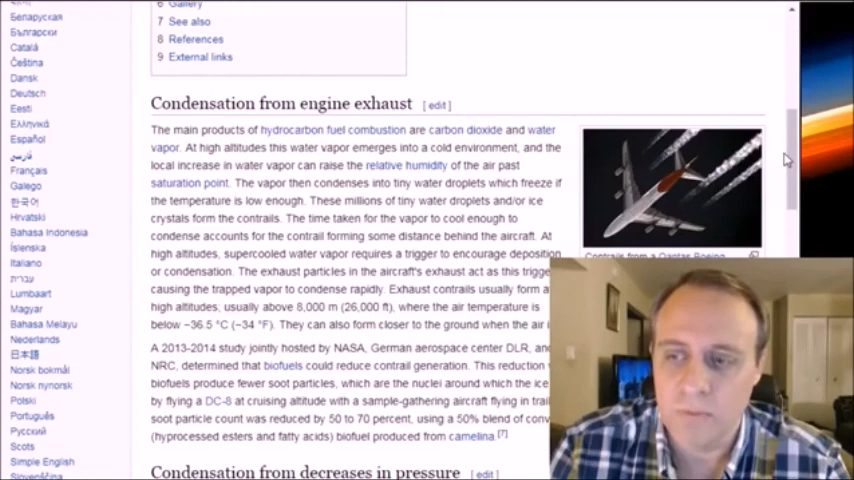 Беларуская
Български
Català
Čeština
Dansk
Deutsch
Eesti
Ελληνικά
Español
فارسی
Français
Galego
한국어
Hrvatski
Bahasa Indonesia
Íslenska
Italiano
עברית
Lumbaart
Magyar
Bahasa Melayu
Nederlands
日本語
Norsk bokmål
Norsk nynorsk
Polski
Português
Русский
Scots
Simple English
Slovenščina
6 Gallery
7 See also
8 References
9 External links
Condensation from engine exhaust [ edit ]
The main products of hydrocarbon fuel combustion are carbon dioxide and water
vapor. At high altitudes this water vapor emerges into a cold environment, and the
local increase in water vapor can raise the relative humidity of the air past
saturation point. The vapor then condenses into tiny water droplets which freeze if
the temperature is low enough. These millions of tiny water droplets and/or ice
crystals form the contrails. The time taken for the vapor to cool enough to
condense accounts for the contrail forming some distance behind the aircraft. At
high altitudes, supercooled water vapor requires a trigger to encourage deposition
or condensation. The exhaust particles in the aircraft's exhaust act as this trigge
causing the trapped vapor to condense rapidly. Exhaust contrails usually form a
high altitudes; usually above 8,000 m (26,000 ft), where the air temperature is
below −36.5 °C (−34 °F). They can also form closer to the ground when the air i
A 2013-2014 study jointly hosted by NASA, German aerospace center DLR, and
NRC, determined that biofuels could reduce contrail generation. This reduction
biofuels produce fewer soot particles, which are the nuclei around which the ice
by flying a DC-8 at cruising altitude with a sample-gathering aircraft flying in trail
soot particle count was reduced by 50 to 70 percent, using a 50% blend of conv
(hyprocessed esters and fatty acids) biofuel produced from camelina.[7]
Condensation from decreases in pressure [ edit ]
Contrails from a Qantas Boeing